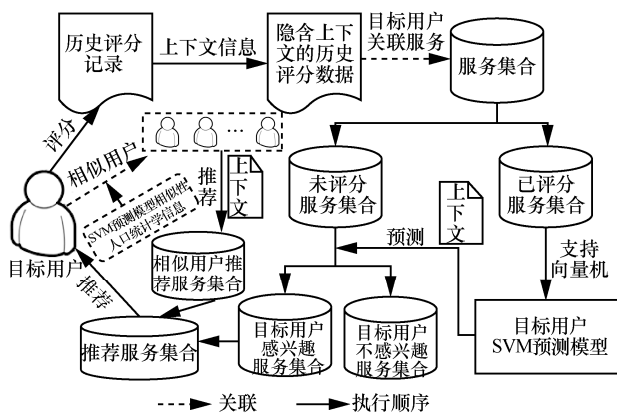 历史评分
记录
上下文信息
隐含上下
文的历史
评分数据
目标用户
关联服务
服务集合
评分
相似用户
…
推荐
上下文
未评分
服务集合
上下文
已评分
服务集合
SVM预测模型相似性
人口统计学信息
目标用户
预测
支持
向量机
相似用户推
荐服务集合
推荐
目标用户
感兴趣
服务集合
目标用户
不感兴趣
服务集合
目标用户
SVM预测模型
推荐服务集合
关联
执行顺序